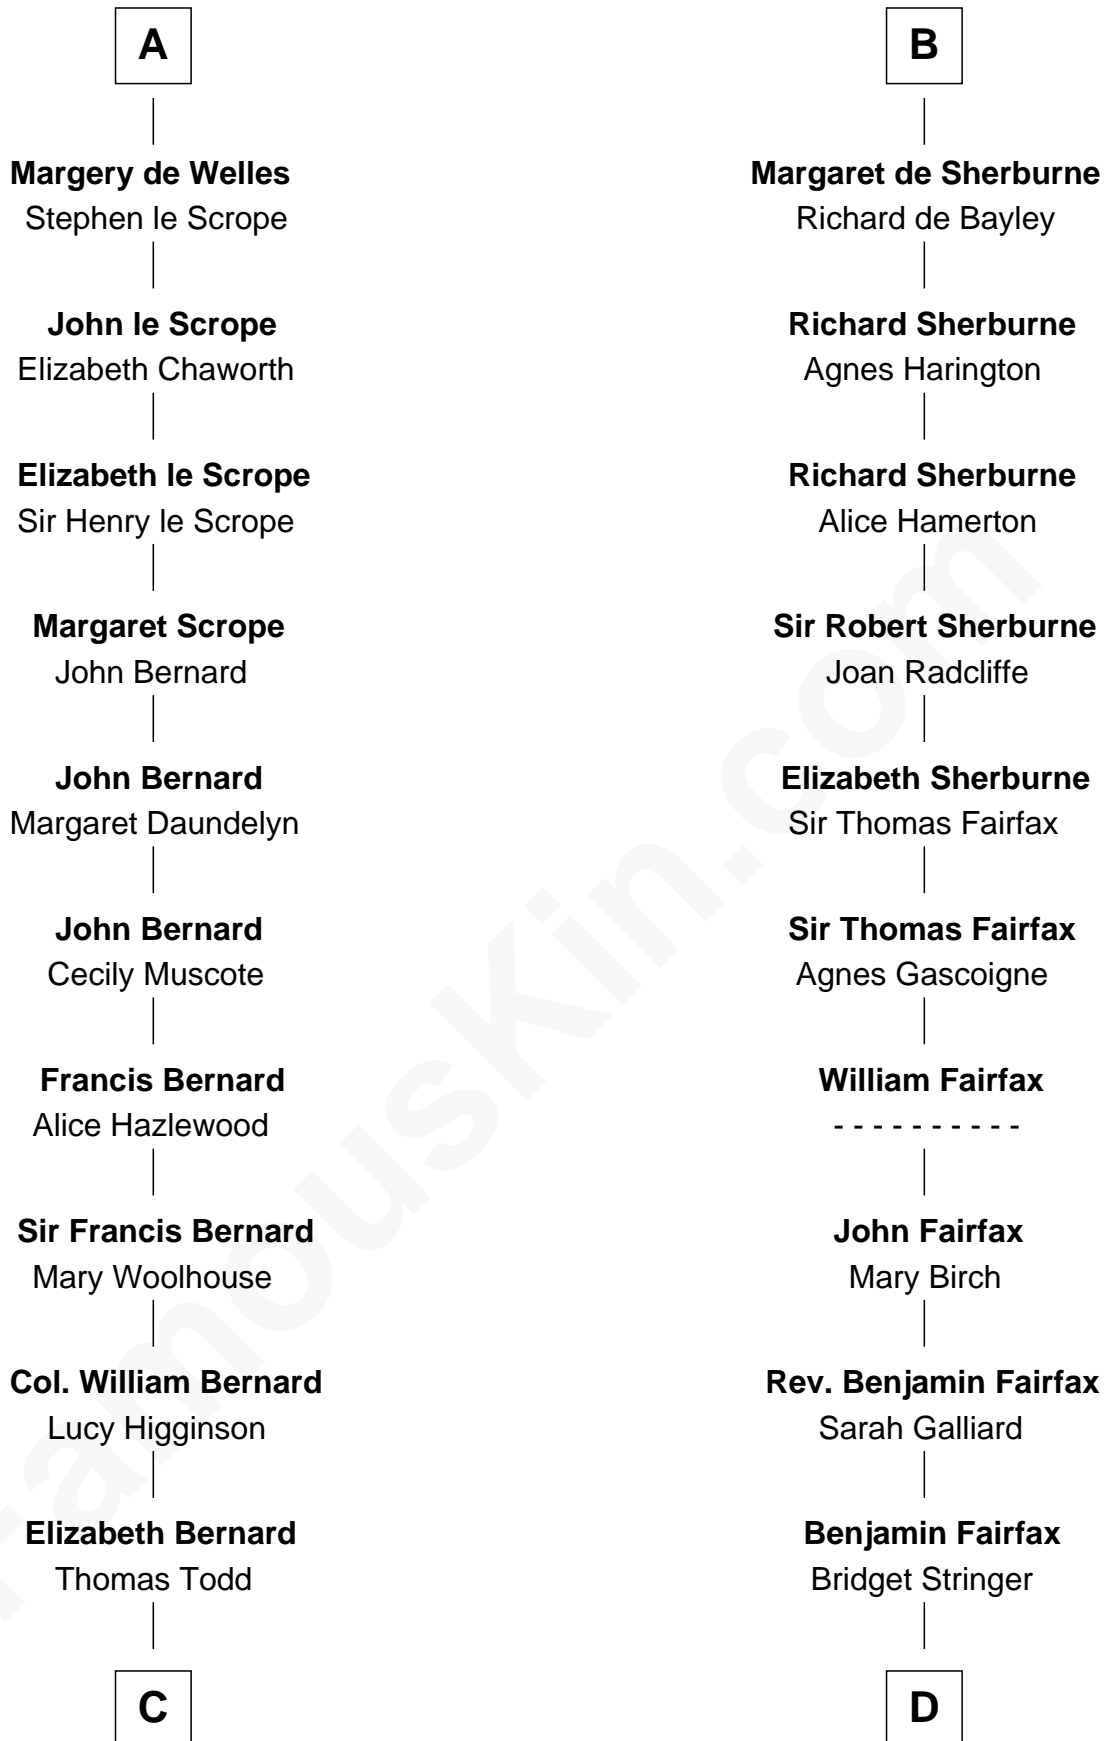 A
Margery de Welles
Stephen le Scrope
John le Scrope
Elizabeth Chaworth
Elizabeth le Scrope
Sir Henry le Scrope
Margaret Scrope
John Bernard
John Bernard
Margaret Daundelyn
John Bernard
Cecily Muscote
Francis Bernard
Alice Hazlewood
Sir Francis Bernard
Mary Woolhouse
Col. William Bernard
Lucy Higginson
Elizabeth Bernard
Thomas Todd
C
B
Margaret de Sherburne
Richard de Bayley
Richard Sherburne
Agnes Harington
Richard Sherburne
Alice Hamerton
Sir Robert Sherburne
Joan Radcliffe
Elizabeth Sherburne
Sir Thomas Fairfax
Sir Thomas Fairfax
Agnes Gascoigne
William Fairfax
- - - - - - - - - -
John Fairfax
Mary Birch
Rev. Benjamin Fairfax
Sarah Galliard
Benjamin Fairfax
Bridget Stringer
D
FamousKin.com